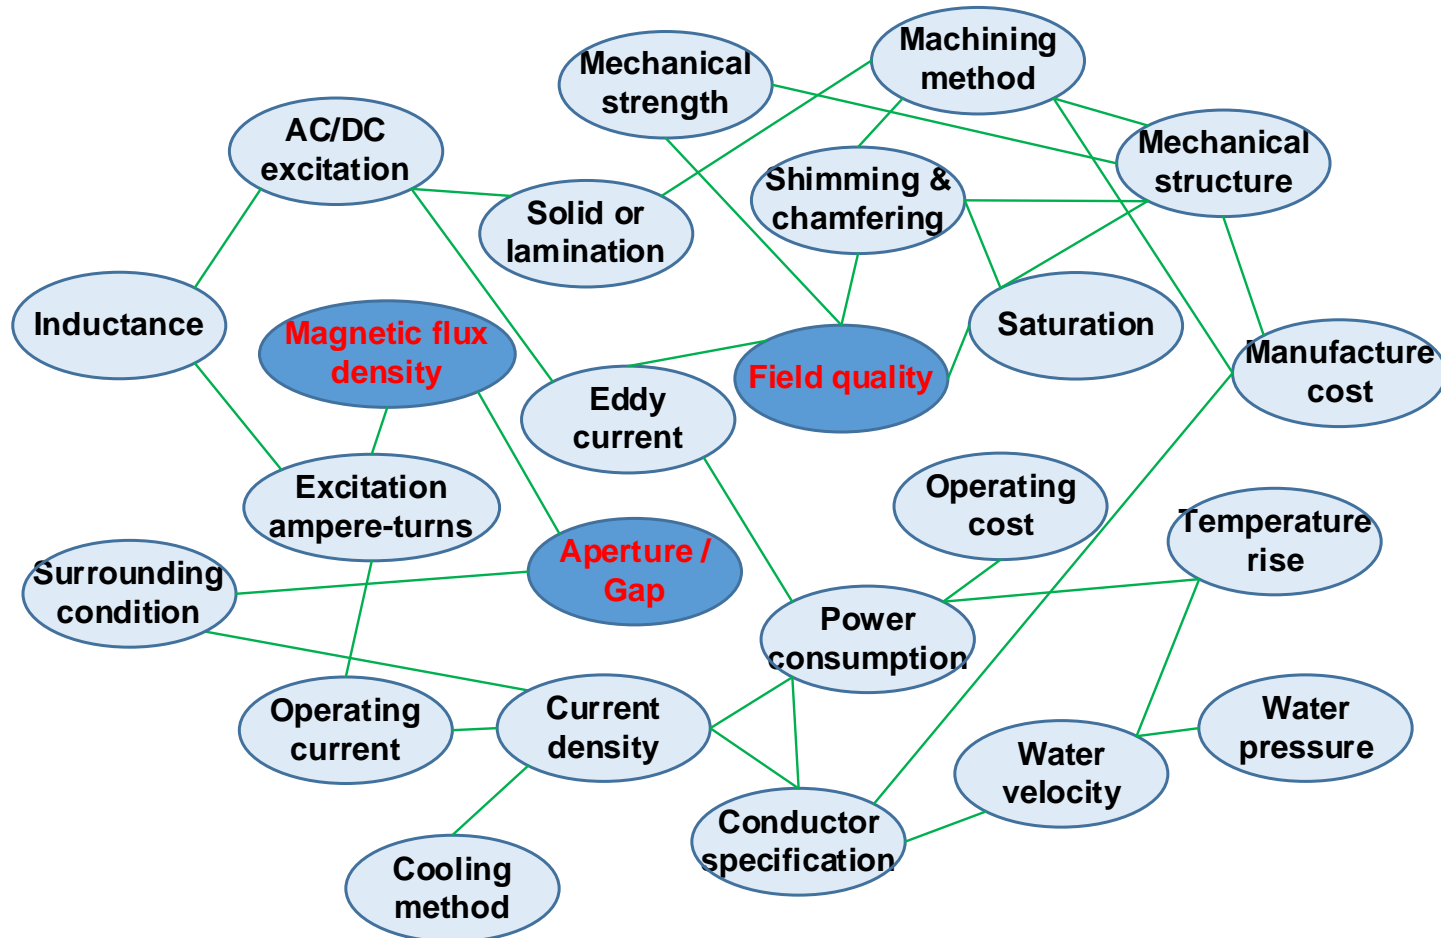 Machining
method
Mechanical
strength
AC/DC
excitation
Mechanical
structure
Shimming &
chamfering
Solid or
lamination
Inductance
Magnetic flux
density
Saturation
Manufacture
cost
Field quality
Eddy
current
Excitation
ampere-turns
Operating
cost
Temperature
rise
Aperture /
Gap
Surrounding
condition
Power
consumption
Operating
current
Current
density
Water
pressure
Water
velocity
Conductor
specification
Cooling
method